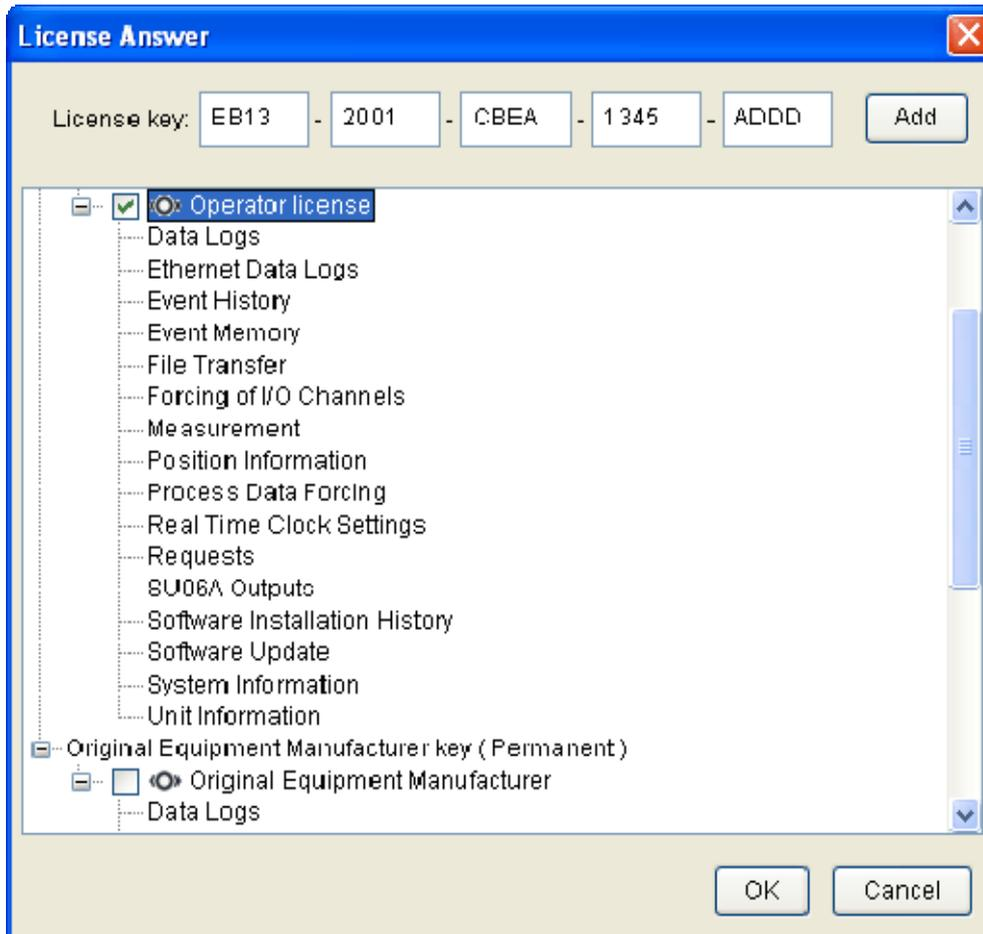 License Answer
License key: EB13 - 2001 - CBEA - 1345 - ADDD Add
Operator license
Data Logs
Ethernet Data Logs
Event History
Event Memory
File Transfer
Forcing of I/O Channels
Measurement
Position Information
Process Data Forcing
Real Time Clock Settings
Requests
SU06A Outputs
Software Installation History
Software Update
System Information
Unit Information
Original Equipment Manufacturer key ( Permanent )
Original Equipment Manufacturer
Data Logs
OK Cancel